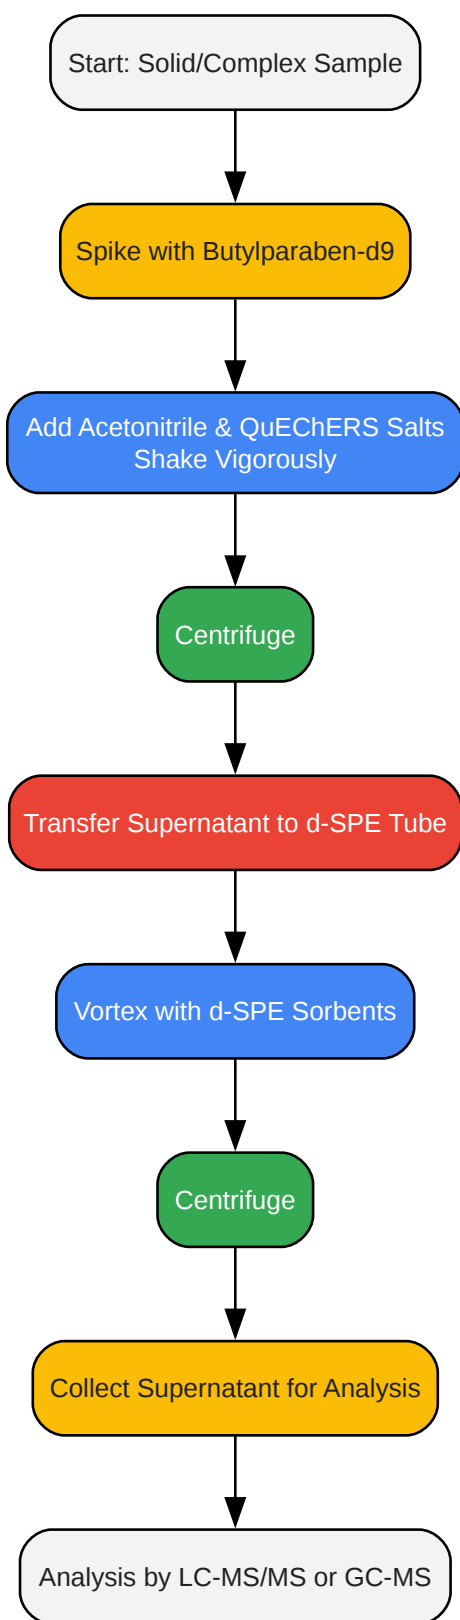 Start: Solid/Complex Sample
Spike with Butylparaben-d9
Add Acetonitrile & QuEChERS Salts
Shake Vigorously
Centrifuge
Transfer Supernatant to d-SPE Tube
Vortex with d-SPE Sorbents
Centrifuge
Collect Supernatant for Analysis
Analysis by LC-MS/MS or GC-MS